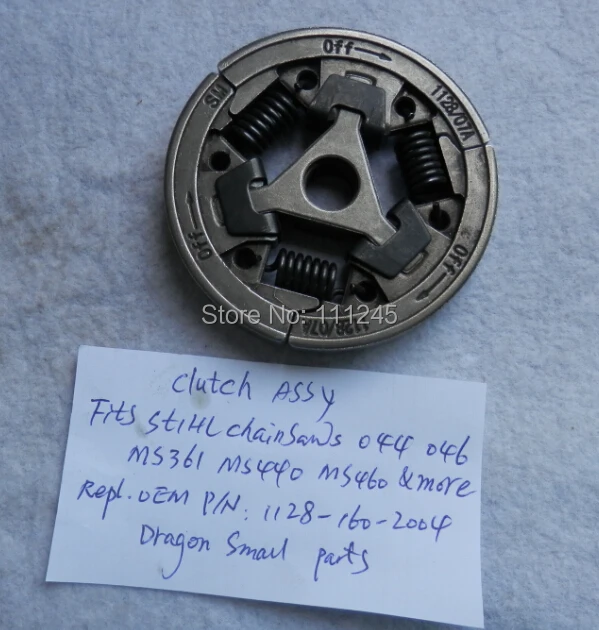 Off
1128/07A
SM
Off
Off
1128/07A
Store No: 111245
Clutch Assy
Fits STIHL chainsaws 044 046
MS361 MS440 MS460 & more
Repl. OEM P/N: 1128-160-2004
Dragon Small parts